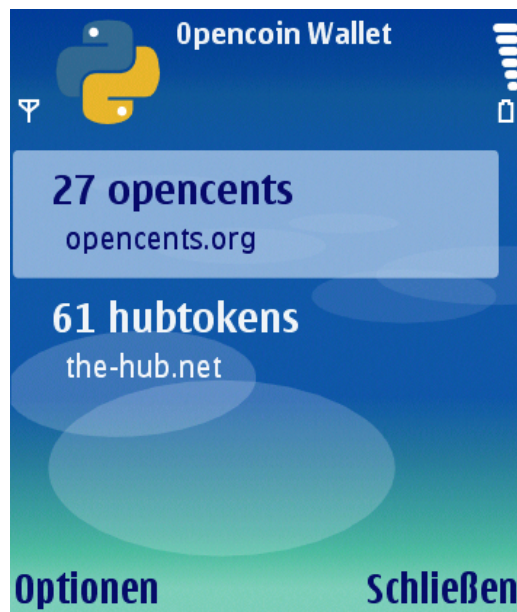 Opencoin Wallet
27 opencents
opencents.org
61 hubtokens
the-hub.net
Optionen Schließen